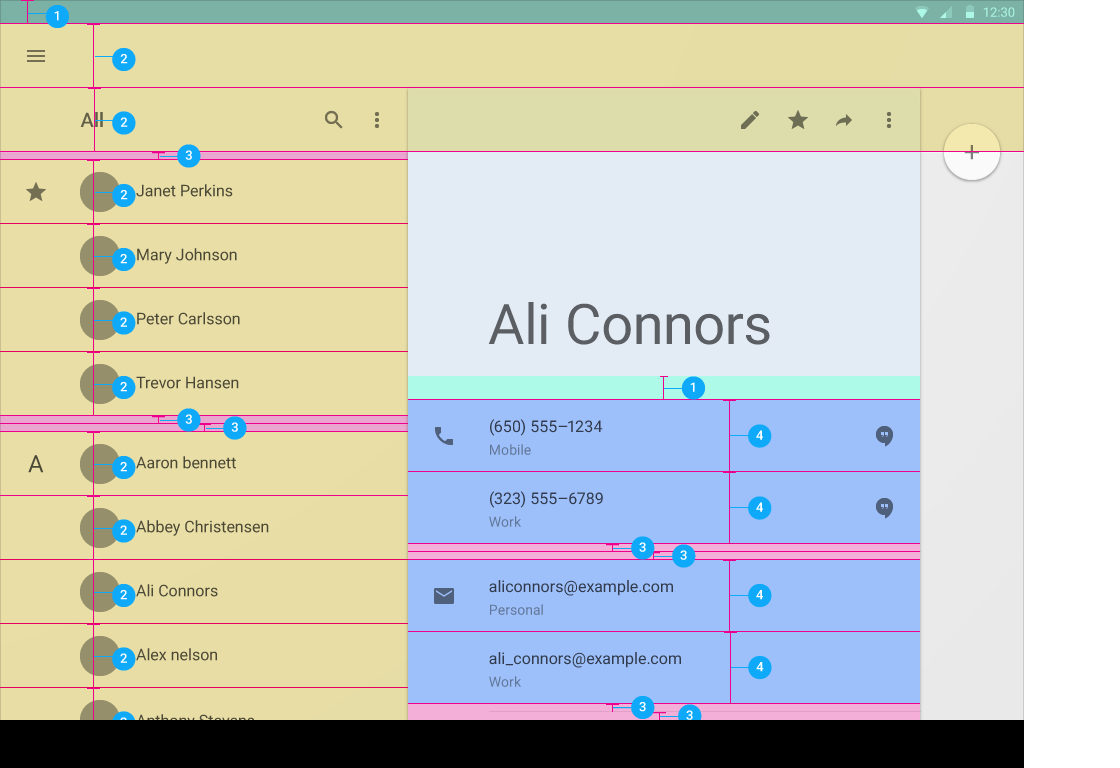 1
12:30
2
All
2
3
Janet Perkins
2
Mary Johnson
2
Peter Carlsson
2
Trevor Hansen
2
3
3
A
Aaron bennett
2
Abbey Christensen
2
Ali Connors
2
Alex nelson
2
Anthony Stevens
2
Ali Connors
1
(650) 555–1234
Mobile
4
(323) 555–6789
Work
4
3
3
aliconnors@example.com
Personal
4
ali_connors@example.com
Work
4
3
3